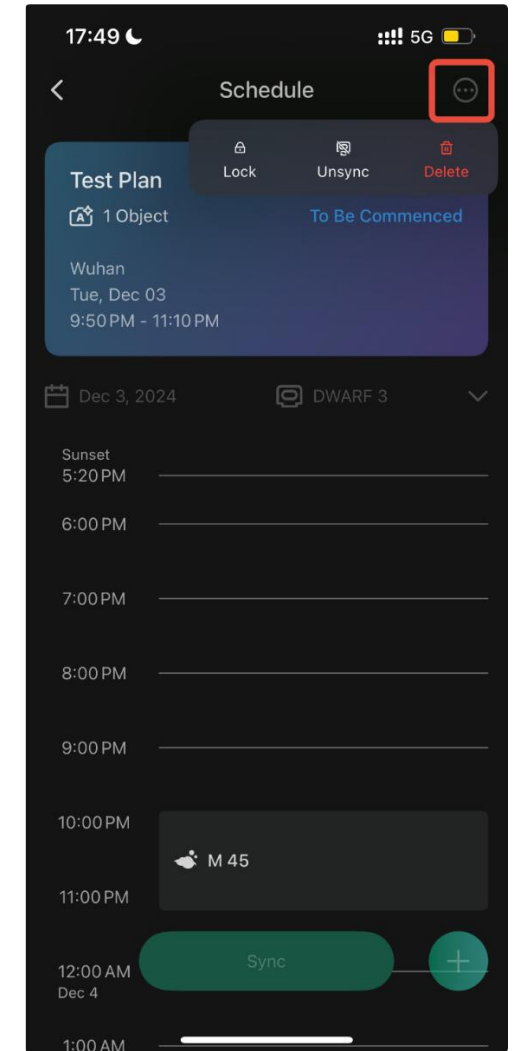 17:49 5G
Schedule
Lock Unsync Delete
Test Plan
1 Object To Be Commenced
Wuhan
Tue, Dec 03
9:50 PM - 11:10 PM
Dec 3, 2024 DWARF 3
Sunset
5:20 PM
6:00 PM
7:00 PM
8:00 PM
9:00 PM
10:00 PM
M 45
11:00 PM
Sync
12:00 AM
Dec 4
1:00 AM